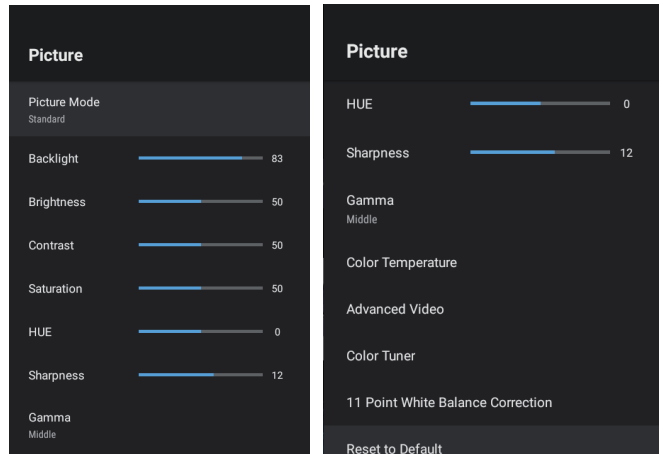 Picture
Picture Mode
Standard
Backlight 83
Brightness 50
Contrast 50
Saturation 50
HUE 0
Sharpness 12
Gamma
Middle
Picture
HUE 0
Sharpness 12
Gamma
Middle
Color Temperature
Advanced Video
Color Tuner
11 Point White Balance Correction
Reset to Default